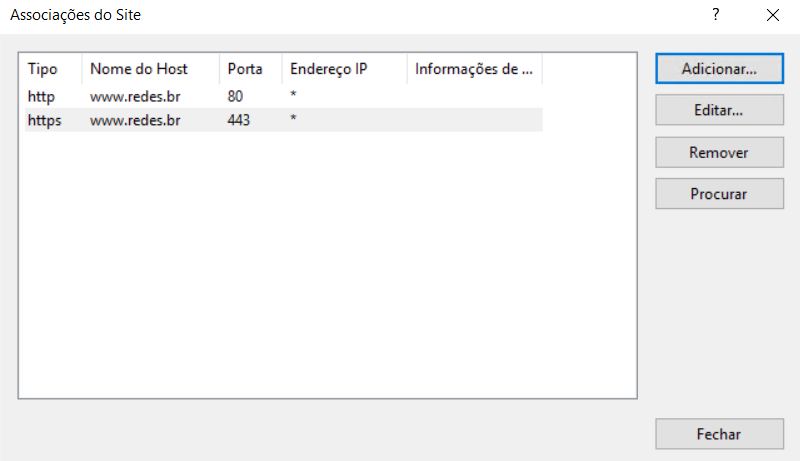 Associações do Site ?
Tipo Nome do Host Porta Endereço IP Informações de ...
http www.redes.br 80 *
https www.redes.br 443 *
Adicionar...
Editar...
Remover
Procurar
Fechar